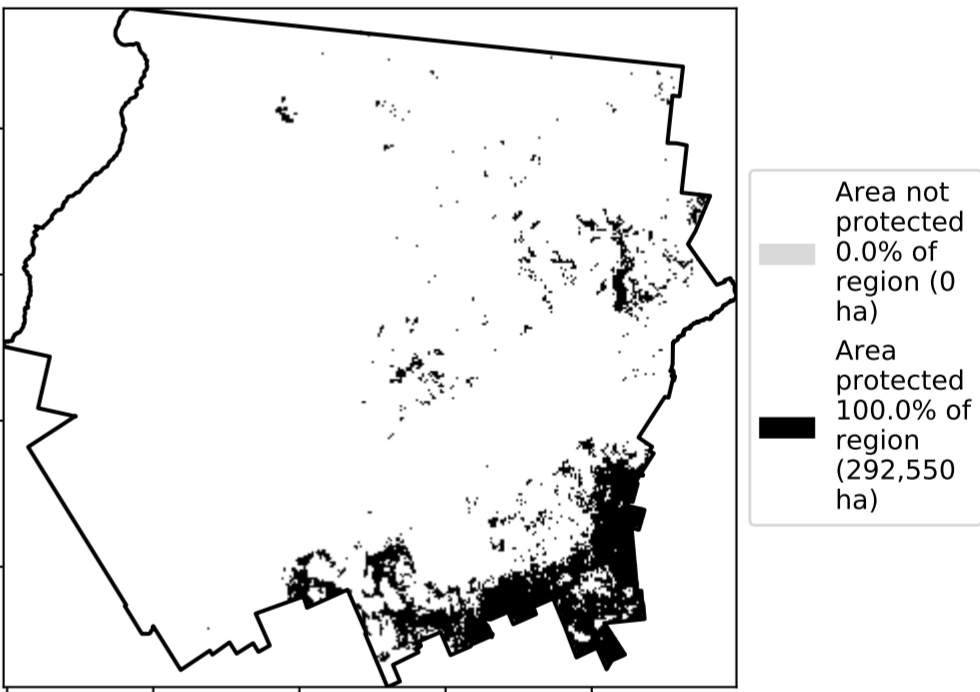 Area not
protected
0.0% of
region (0
ha)
Area
protected
100.0% of
region
(292,550
ha)